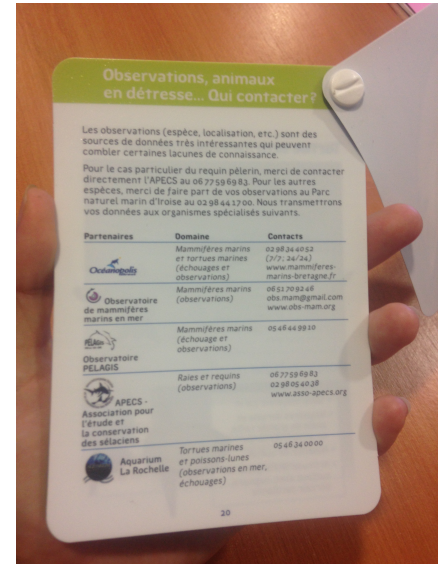 Observations, animaux
en détresse... Qui contacter?
Les observations (espèce, localisation, etc.) sont des
sources de données très intéressantes qui peuvent
combler certaines lacunes de connaissance.
Pour le cas particulier du requin pèlerin, merci de contacter
directement l'APECS au 06 77 59 69 83. Pour les autres
espèces, merci de faire part de vos observations au Parc
naturel marin d'Iroise au 02 98 44 17 00. Nous transmettrons
vos données aux organismes spécialisés suivants.
Partenaires Domaine Contacts
Océanopolis
Mammifères marins
et tortues marines
(échouages et
observations)
02 98 34 40 52
(7/7; 24/24)
www.mammiferes-
marins-bretagne.fr
Observatoire
de mammifères
marins en mer
Mammifères marins
(observations)
06 51 70 92 46
obs.mam@gmail.com
www.obs-mam.org
PELAGIS
Observatoire
PELAGIS
Mammifères marins
(échouage et
observations)
05 46 44 99 10
APECS -
Association pour
l'étude et
la conservation
des sélaciens
Raies et requins
(observations)
06 77 59 69 83
02 98 05 40 38
www.asso-apecs.org
Aquarium
La Rochelle
Tortues marines
et poissons-lunes
(observations en mer,
échouages)
05 46 34 00 00
20